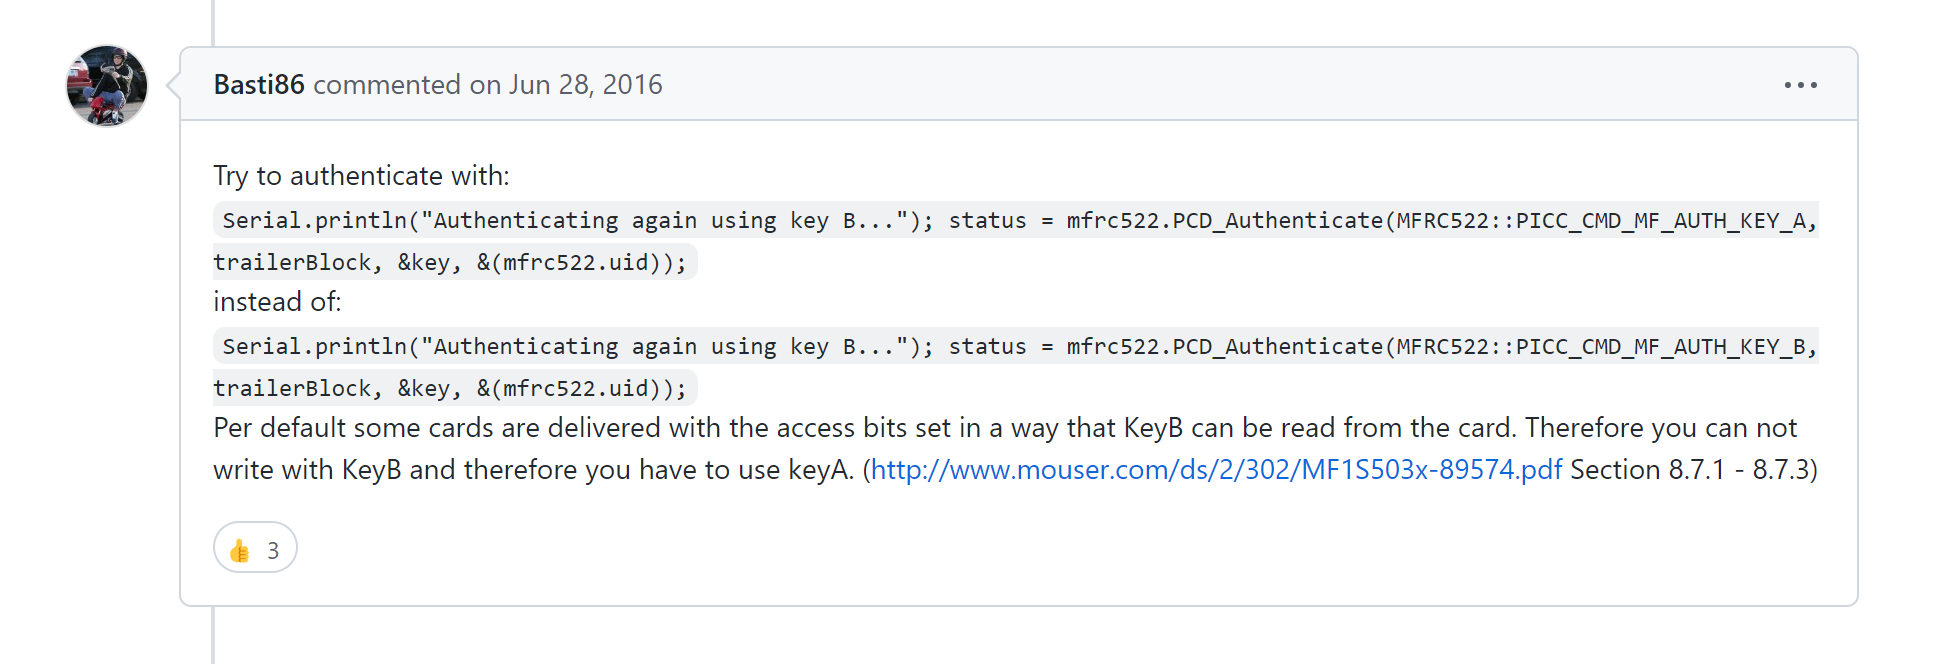 Basti86 commented on Jun 28, 2016
Try to authenticate with:
Serial.println("Authenticating again using key B..."); status = mfrc522.PCD_Authenticate(MFRC522::PICC_CMD_MF_AUTH_KEY_A,
trailerBlock, &key, &(mfrc522.uid));
instead of:
Serial.println("Authenticating again using key B..."); status = mfrc522.PCD_Authenticate(MFRC522::PICC_CMD_MF_AUTH_KEY_B,
trailerBlock, &key, &(mfrc522.uid));
Per default some cards are delivered with the access bits set in a way that KeyB can be read from the card. Therefore you can not
write with KeyB and therefore you have to use keyA. (http://www.mouser.com/ds/2/302/MF1S503x-89574.pdf Section 8.7.1 - 8.7.3)
👍 3